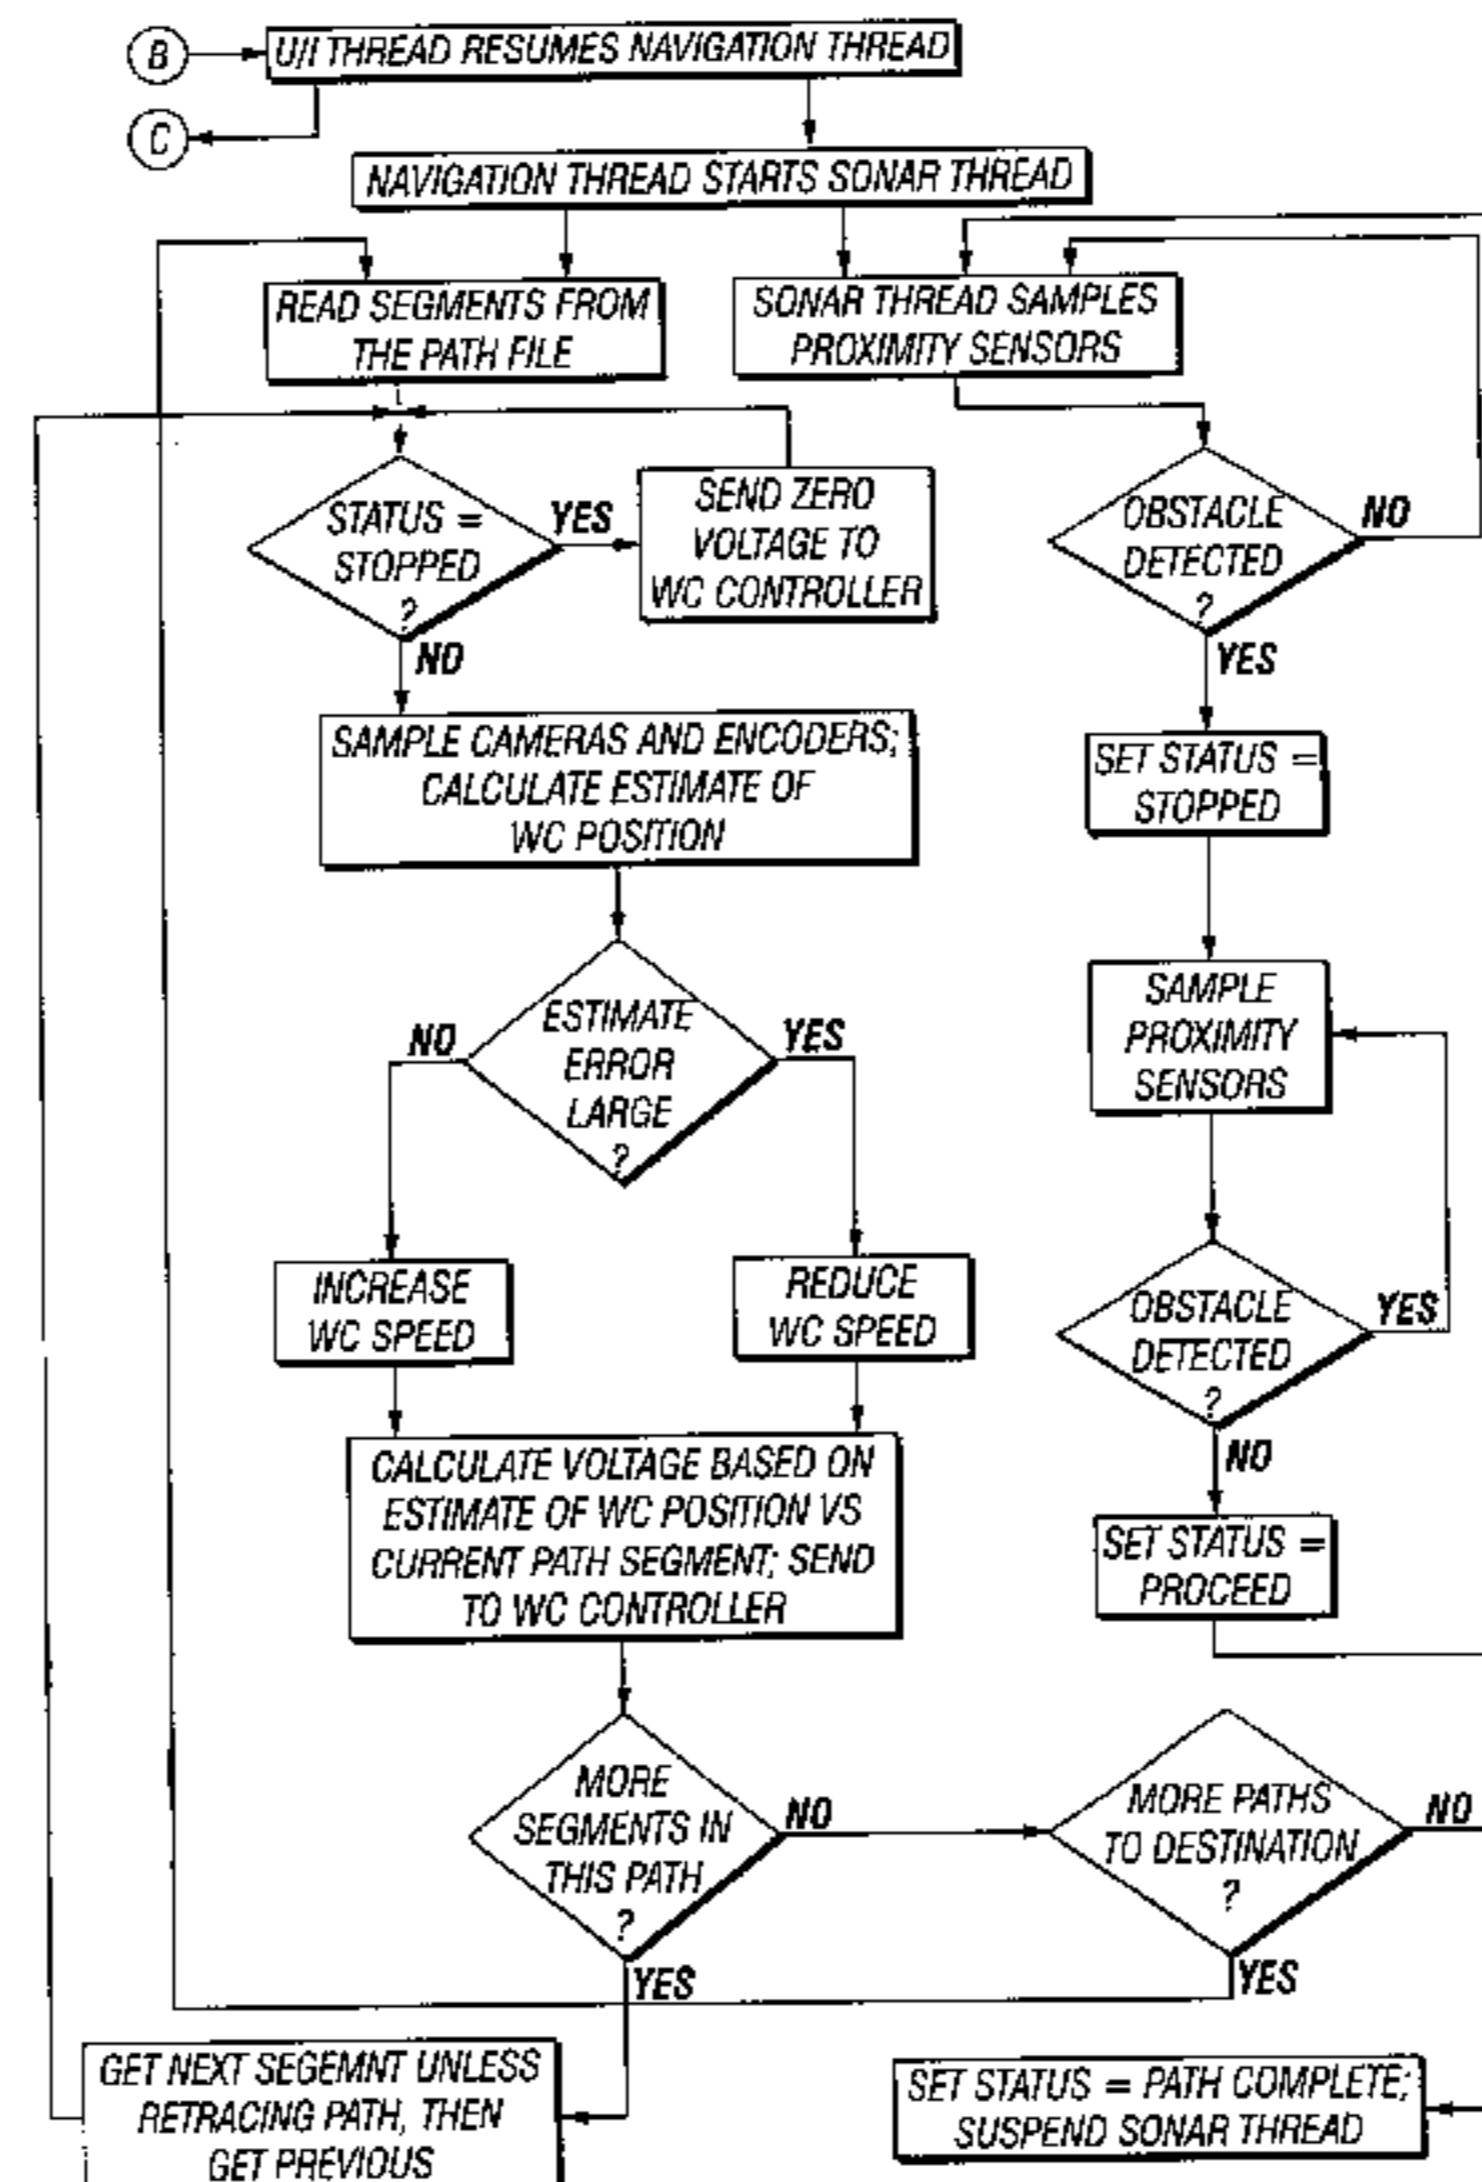 B
U/I THREAD RESUMES NAVIGATION THREAD
C
NAVIGATION THREAD STARTS SONAR THREAD
READ SEGMENTS FROM
THE PATH FILE
SONAR THREAD SAMPLES
PROXIMITY SENSORS
STATUS =
STOPPED
?
YES
NO
SEND ZERO
VOLTAGE TO
WC CONTROLLER
OBSTACLE
DETECTED
?
NO
YES
SAMPLE CAMERAS AND ENCODERS;
CALCULATE ESTIMATE OF
WC POSITION
SET STATUS =
STOPPED
ESTIMATE
ERROR
LARGE
?
NO
YES
SAMPLE
PROXIMITY
SENSORS
INCREASE
WC SPEED
REDUCE
WC SPEED
OBSTACLE
DETECTED
?
YES
NO
CALCULATE VOLTAGE BASED ON
ESTIMATE OF WC POSITION VS
CURRENT PATH SEGMENT; SEND
TO WC CONTROLLER
SET STATUS =
PROCEED
MORE
SEGMENTS IN
THIS PATH
?
NO
YES
MORE PATHS
TO DESTINATION
?
NO
YES
GET NEXT SEGEMNT UNLESS
RETRACING PATH, THEN
GET PREVIOUS
SET STATUS = PATH COMPLETE;
SUSPEND SONAR THREAD